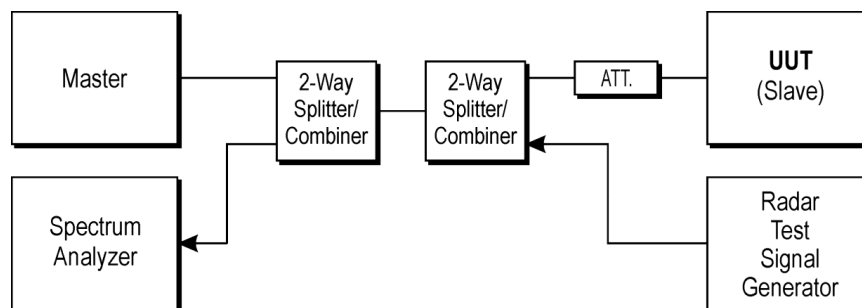 Master
2-Way
Splitter/
Combiner
2-Way
Splitter/
Combiner
ATT.
UUT
(Slave)
Spectrum
Analyzer
Radar
Test
Signal
Generator